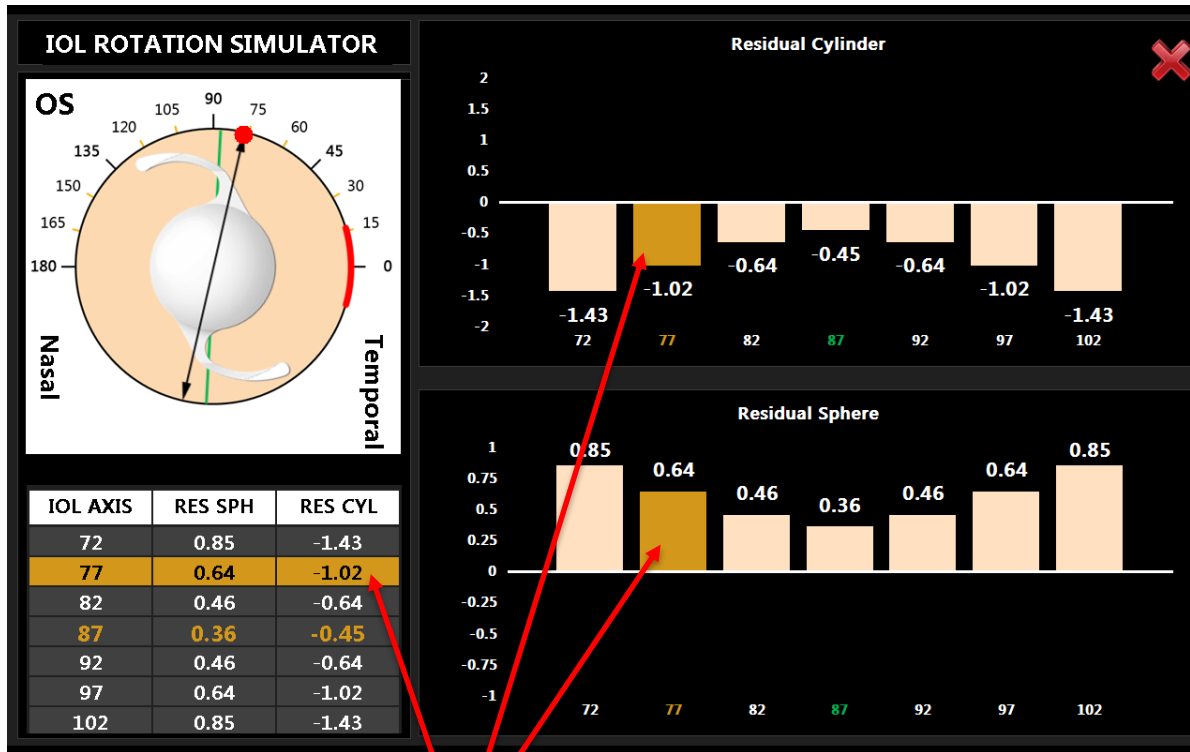 IOL ROTATION SIMULATOR
OS
90
105
75
120
60
135
45
150
30
165
15
180
0
Nasal
Temporal
IOL AXIS RES SPH RES CYL
72 0.85 -1.43
77 0.64 -1.02
82 0.46 -0.64
87 0.36 -0.45
92 0.46 -0.64
97 0.64 -1.02
102 0.85 -1.43
Residual Cylinder
2
1.5
1
0.5
0
-0.5
-1
-1.5
-2
-1.43 -1.02 -0.64 -0.45 -0.64 -1.02 -1.43
72 77 82 87 92 97 102
Residual Sphere
1
0.75
0.5
0.25
0
-0.25
-0.5
-0.75
-1
0.85 0.64 0.46 0.36 0.46 0.64 0.85
72 77 82 87 92 97 102